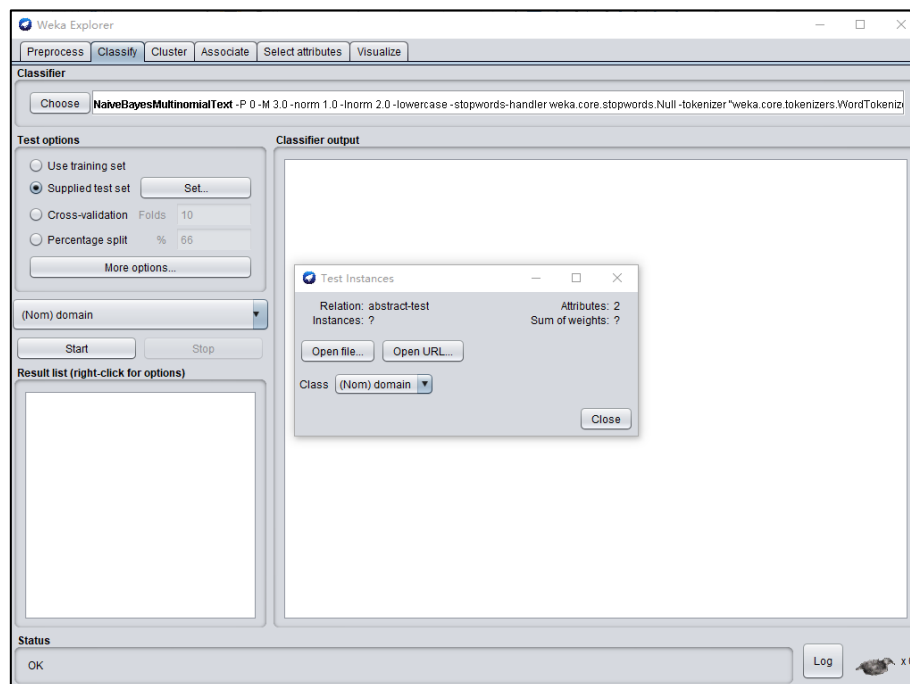 Weka Explorer
Preprocess Classify Cluster Associate Select attributes Visualize
Classifier
Choose NaiveBayesMultinomialText -P 0 -M 3.0 -norm 1.0 -lnorm 2.0 -lowercase -stopwords-handler weka.core.stopwords.Null -tokenizer "weka.core.tokenizers.WordTokenize
Test options
Use training set
Supplied test set Set...
Cross-validation Folds 10
Percentage split % 66
More options...
(Nom) domain
Start Stop
Result list (right-click for options)
Classifier output
Test Instances
Relation: abstract-test Attributes: 2
Instances: ? Sum of weights: ?
Open file... Open URL...
Class (Nom) domain
Close
Status
OK
Log x